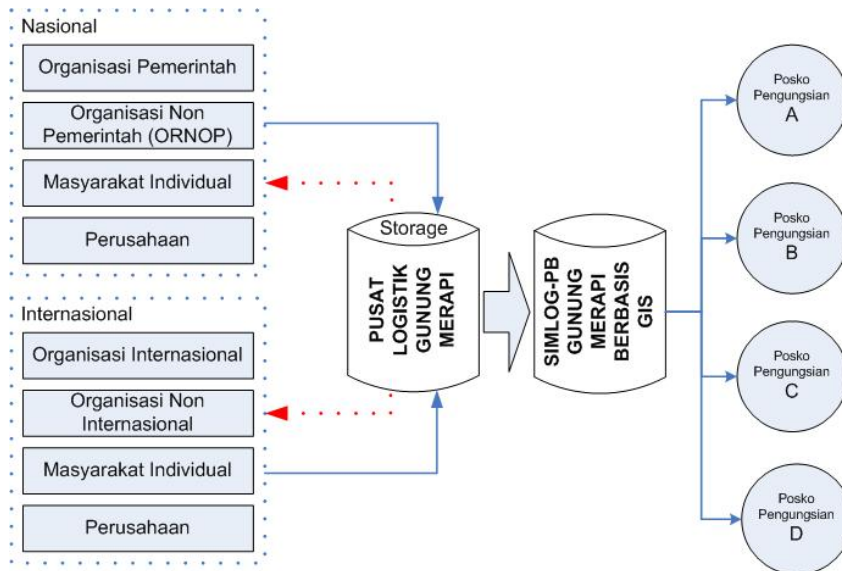 Nasional
Organisasi Pemerintah
Organisasi Non
Pemerintah (ORNOP)
Masyarakat Individual
Perusahaan
Internasional
Organisasi Internasional
Organisasi Non
Internasional
Masyarakat Individual
Perusahaan
Storage
PUSAT
LOGISTIK
GUNUNG
MERAPI
SIMLOG-PB
GUNUNG
MERAPI
BERBASIS
GIS
Posko
Pengungsian
A
Posko
Pengungsian
B
Posko
Pengungsian
C
Posko
Pengungsian
D